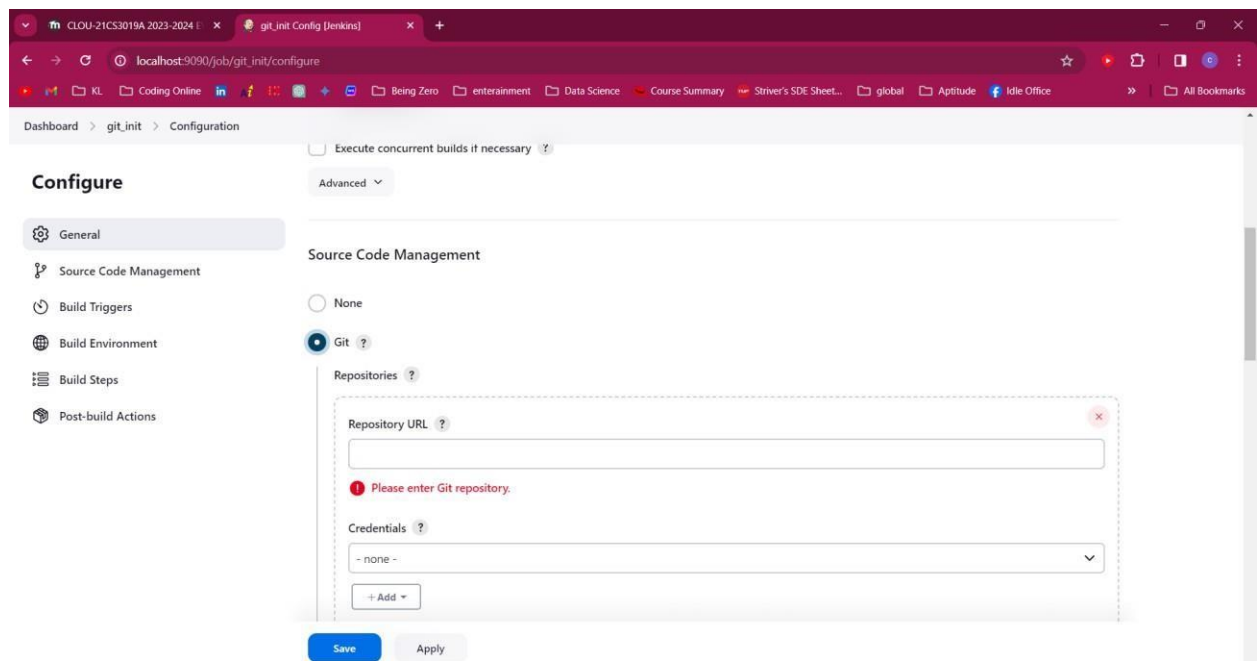 CLOU-21CS3019A 2023-2024 E
git_init Config [Jenkins]
localhost:9090/job/git_init/configure
KL Coding Online Being Zero enterainment Data Science Course Summary Striver's SDE Sheet... global Aptitude Idle Office All Bookmarks
Dashboard > git_init > Configuration
Execute concurrent builds if necessary ?
Configure
Advanced
General
Source Code Management
Source Code Management
None
Build Triggers
Build Environment
Git ?
Build Steps
Repositories ?
Post-build Actions
Repository URL ?
Please enter Git repository.
Credentials ?
- none -
+ Add
Save Apply